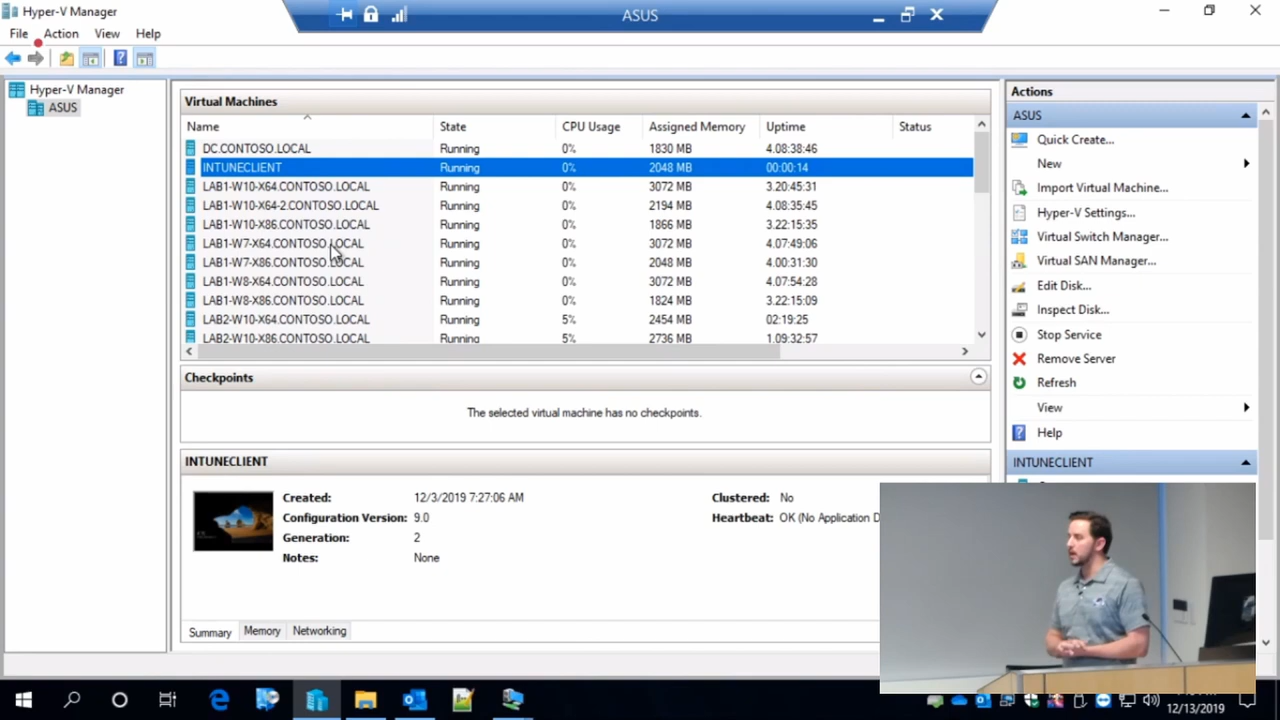 Hyper-V Manager
ASUS
File Action View Help
Hyper-V Manager
ASUS
Virtual Machines
Name State CPU Usage Assigned Memory Uptime Status
DC.CONTOSO.LOCAL Running 0% 1830 MB 4.08:38:46
INTUNECLIENT Running 0% 2048 MB 00:00:14
LAB1-W10-X64.CONTOSO.LOCAL Running 0% 3072 MB 3.20:45:31
LAB1-W10-X64-2.CONTOSO.LOCAL Running 0% 2194 MB 4.08:35:45
LAB1-W10-X86.CONTOSO.LOCAL Running 0% 1866 MB 3.22:15:35
LAB1-W7-X64.CONTOSO.LOCAL Running 0% 3072 MB 4.07:49:06
LAB1-W7-X86.CONTOSO.LOCAL Running 0% 2048 MB 4.00:31:30
LAB1-W8-X64.CONTOSO.LOCAL Running 0% 3072 MB 4.07:54:28
LAB1-W8-X86.CONTOSO.LOCAL Running 0% 1824 MB 3.22:15:09
LAB2-W10-X64.CONTOSO.LOCAL Running 5% 2454 MB 02:19:25
LAB2-W10-X86.CONTOSO.LOCAL Running 5% 2736 MB 1.09:32:57
Checkpoints
The selected virtual machine has no checkpoints.
INTUNECLIENT
Created: 12/3/2019 7:27:06 AM Clustered: No
Configuration Version: 9.0 Heartbeat: OK (No Application D
Generation: 2
Notes: None
Summary Memory Networking
Actions
ASUS
Quick Create...
New
Import Virtual Machine...
Hyper-V Settings...
Virtual Switch Manager...
Virtual SAN Manager...
Edit Disk...
Inspect Disk...
Stop Service
Remove Server
Refresh
View
Help
INTUNECLIENT
12/13/2019